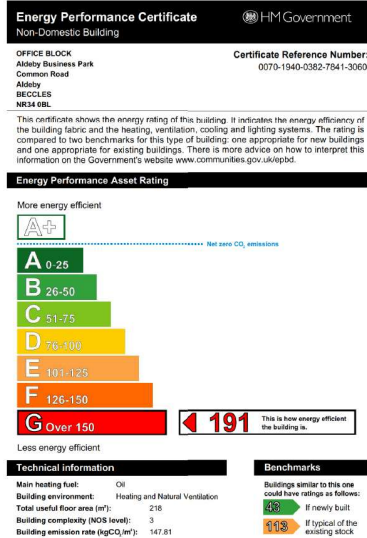 Energy Performance Certificate
HM Government
Non-Domestic Building
OFFICE BLOCK
Aldeby Business Park
Common Road
Aldeby
BECCLES
NR34 0BL
Certificate Reference Number:
0070-1940-0382-7841-3060
This certificate shows the energy rating of this building. It indicates the energy efficiency of
the building fabric and the heating, ventilation, cooling and lighting systems. The rating is
compared to two benchmarks for this type of building: one appropriate for new buildings
and one appropriate for existing buildings. There is more advice on how to interpret this
information on the Government's website www.communities.gov.uk/epbd.
Energy Performance Asset Rating
More energy efficient
A+
Net zero CO₂ emissions
A 0-25
B 26-50
C 51-75
D 76-100
E 101-125
F 126-150
G Over 150
191
This is how energy efficient
the building is.
Less energy efficient
Technical information
Main heating fuel: Oil
Building environment: Heating and Natural Ventilation
Total useful floor area (m²): 218
Building complexity (NOS level): 3
Building emission rate (kgCO₂/m²): 147.81
Benchmarks
Buildings similar to this one
could have ratings as follows:
43 If newly built
113 If typical of the
existing stock